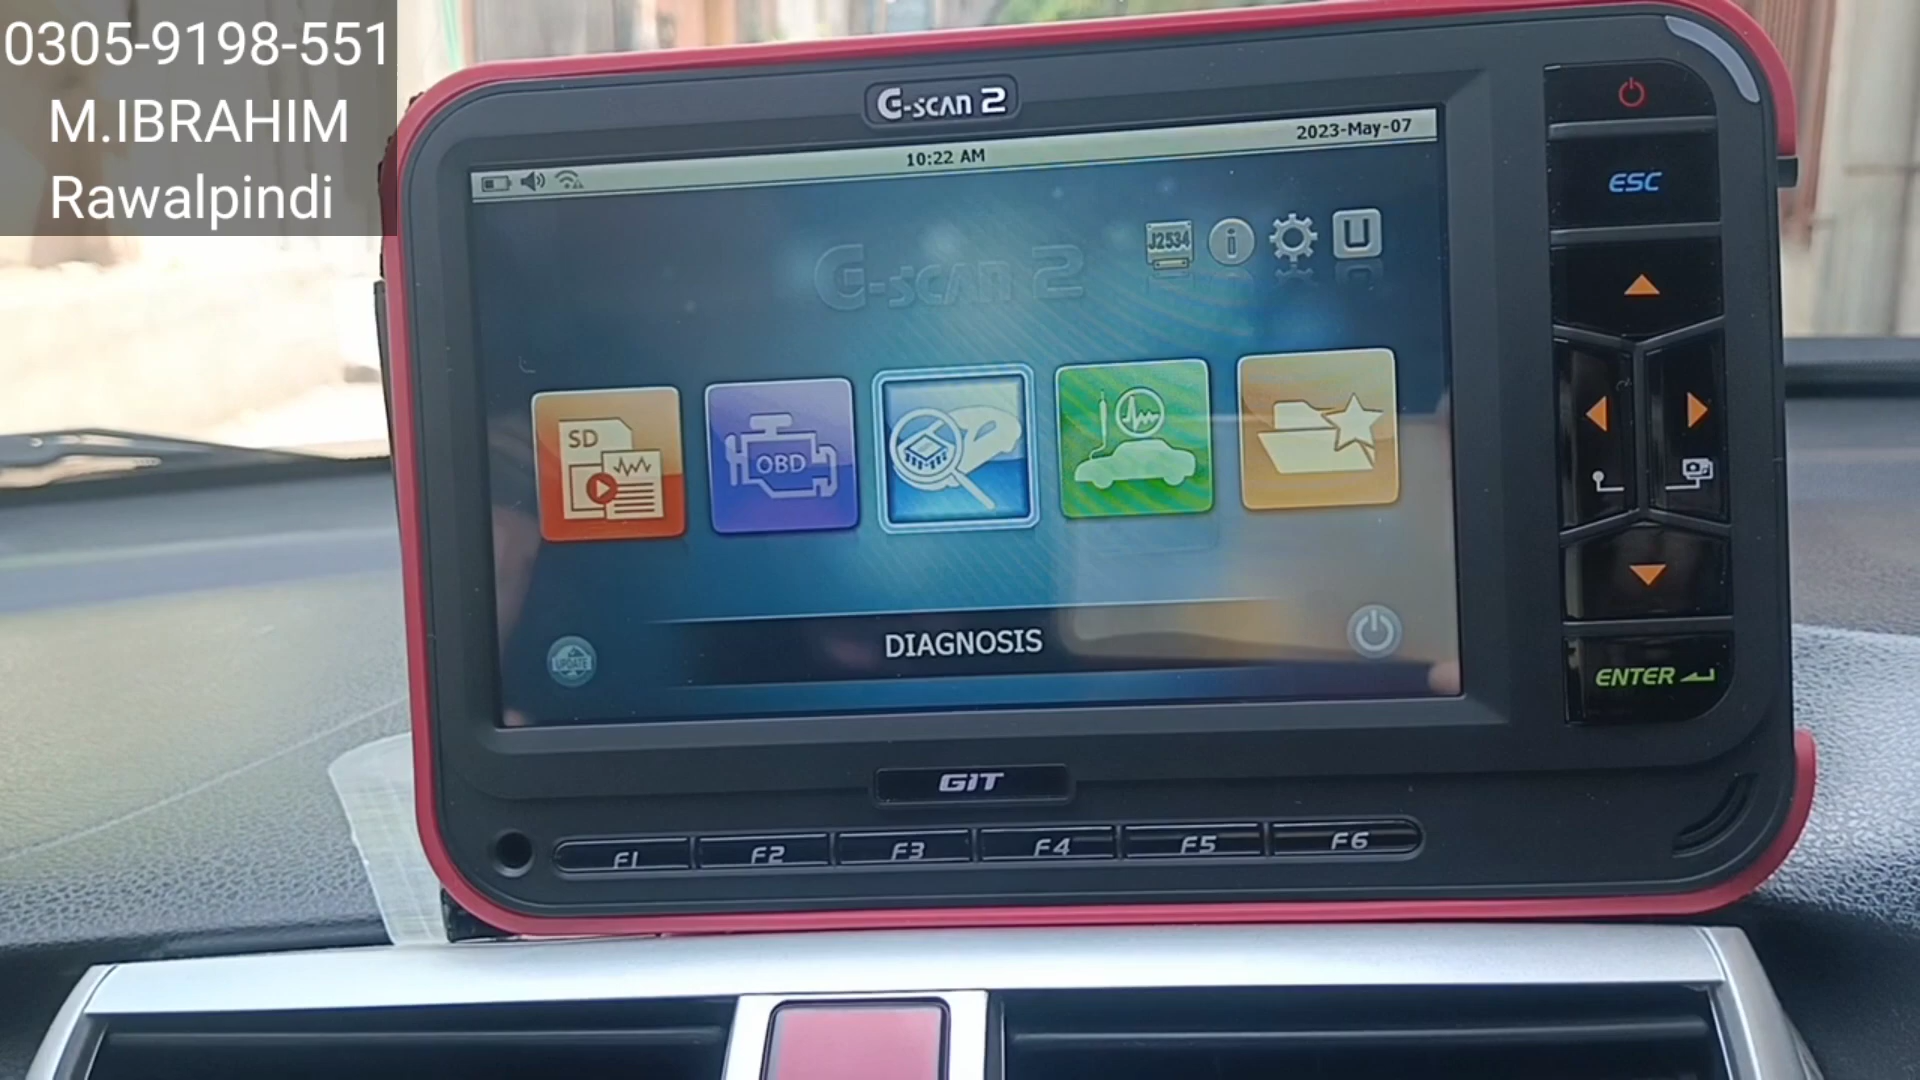 0305-9198-551
M.IBRAHIM
Rawalpindi
G-SCAN 2
10:22 AM
2023-May-07
G-SCAN 2
J2534
i
U
SD
OBD
DIAGNOSIS
UPDATE
ESC
ENTER
GIT
F1 F2 F3 F4 F5 F6